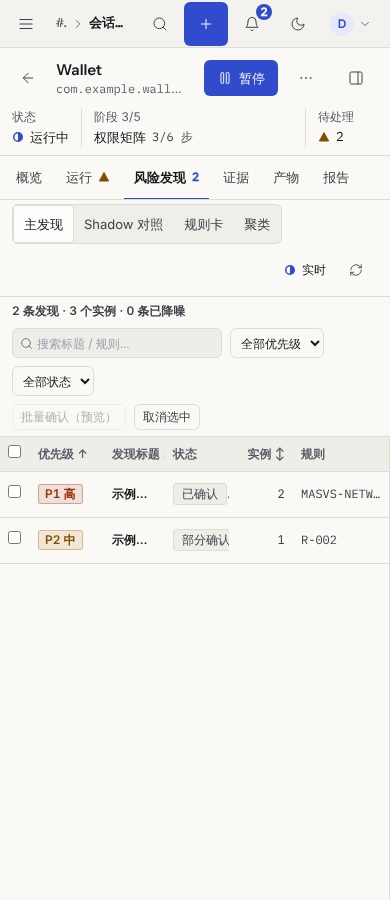 #. 会话... 2 D
Wallet
com.example.wall...
暂停
状态 阶段 3/5 待处理
运行中 权限矩阵 3/6 步 2
概览 运行 风险发现 2 证据 产物 报告
主发现 Shadow 对照 规则卡 聚类
实时
2 条发现 · 3 个实例 · 0 条已降噪
搜索标题 / 规则... 全部优先级
全部状态
批量确认（预览） 取消选中
优先级 发现标题 状态 实例 规则
P1 高 示例... 已确认 2 MASVS-NETW...
P2 中 示例... 部分确认 1 R-002